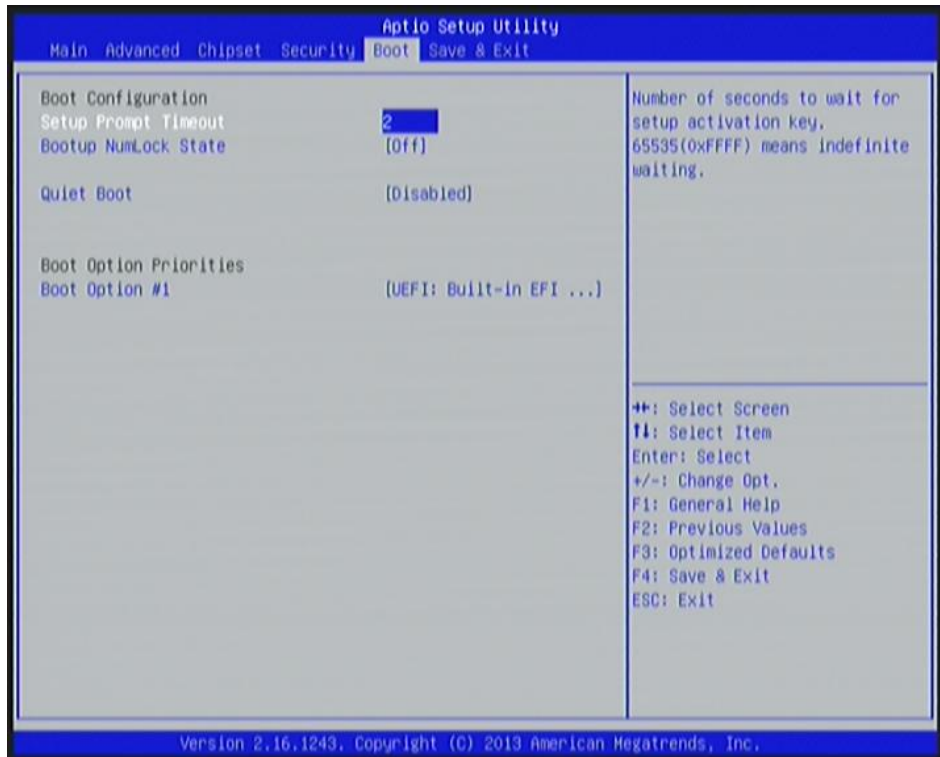 Aptio Setup Utility
Main Advanced Chipset Security Boot Save & Exit
Boot Configuration
Setup Prompt Timeout 2
Bootup NumLock State [Off]
Quiet Boot [Disabled]
Boot Option Priorities
Boot Option #1 [UEFI: Built-in EFI ...]
Number of seconds to wait for
setup activation key.
65535(0xFFFF) means indefinite
waiting.
→←: Select Screen
↑↓: Select Item
Enter: Select
+/-: Change Opt.
F1: General Help
F2: Previous Values
F3: Optimized Defaults
F4: Save & Exit
ESC: Exit
Version 2.16.1243. Copyright (C) 2013 American Megatrends, Inc.